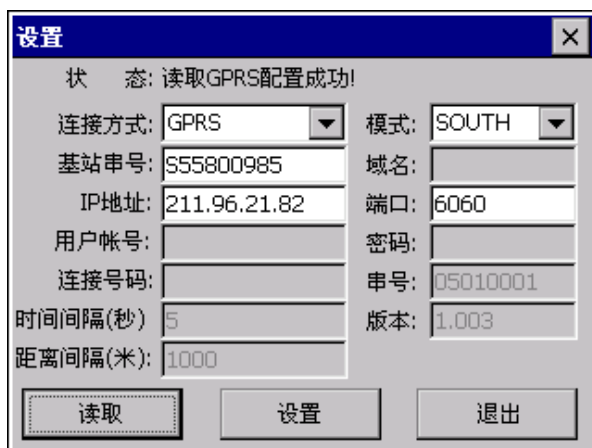 设置
状 态: 读取GPRS配置成功!
连接方式: GPRS 模式: SOUTH
基站串号: S55800985 域名:
IP地址: 211.96.21.82 端口: 6060
用户帐号: 密码:
连接号码: 串号: 05010001
时间间隔(秒) 5 版本: 1.003
距离间隔(米): 1000
读取 设置 退出